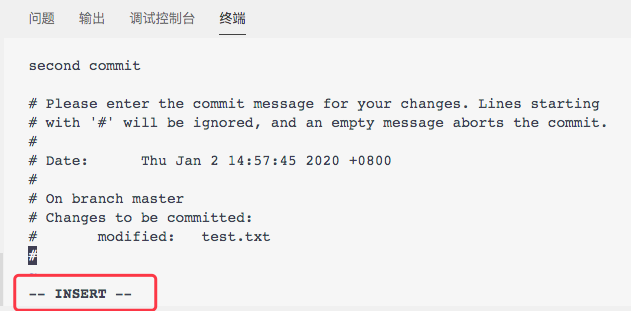 问题 输出 调试控制台 终端
second commit
# Please enter the commit message for your changes. Lines starting
# with '#' will be ignored, and an empty message aborts the commit.
#
# Date:      Thu Jan 2 14:57:45 2020 +0800
#
# On branch master
# Changes to be committed:
#       modified:   test.txt
#
-- INSERT --